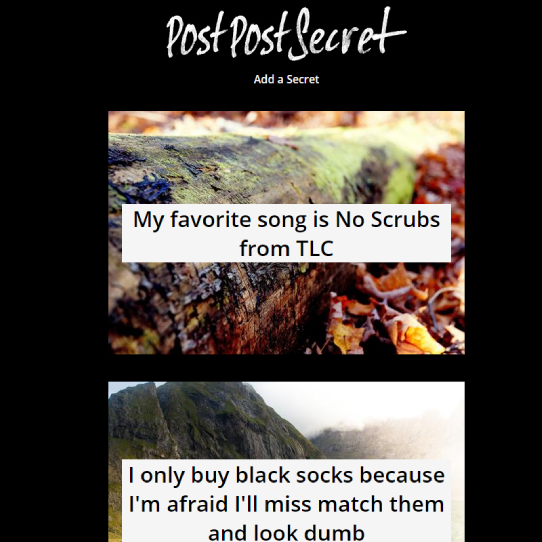 PostPostSecret
Add a Secret
My favorite song is No Scrubs
from TLC
I only buy black socks because
I'm afraid I'll miss match them
and look dumb